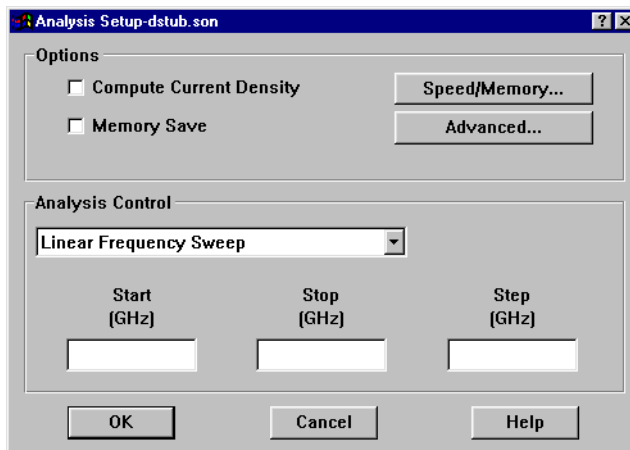 Analysis Setup-dstub.son
Options
Compute Current Density
Speed/Memory...
Memory Save
Advanced...
Analysis Control
Linear Frequency Sweep
Start Stop Step
(GHz) (GHz) (GHz)
OK Cancel Help